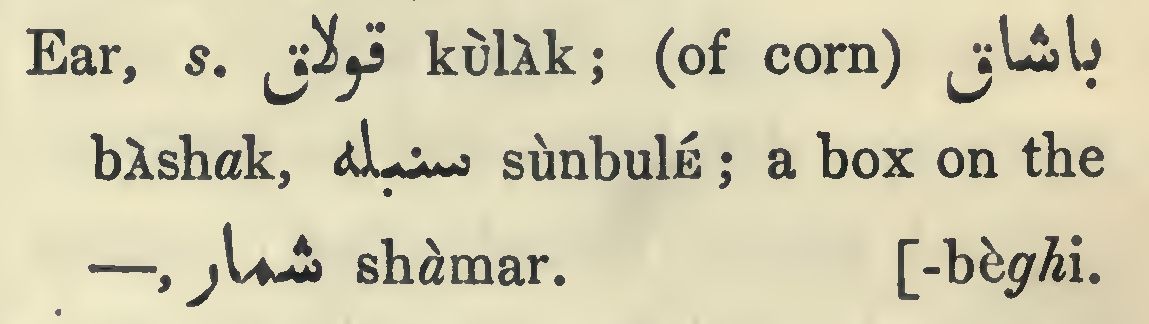 Ear, s. قولاق kùlàk; (of corn) باشاق
bàshak, سنبله sùnbulé; a box on the
—, شمار shàmar. [-bèghi.